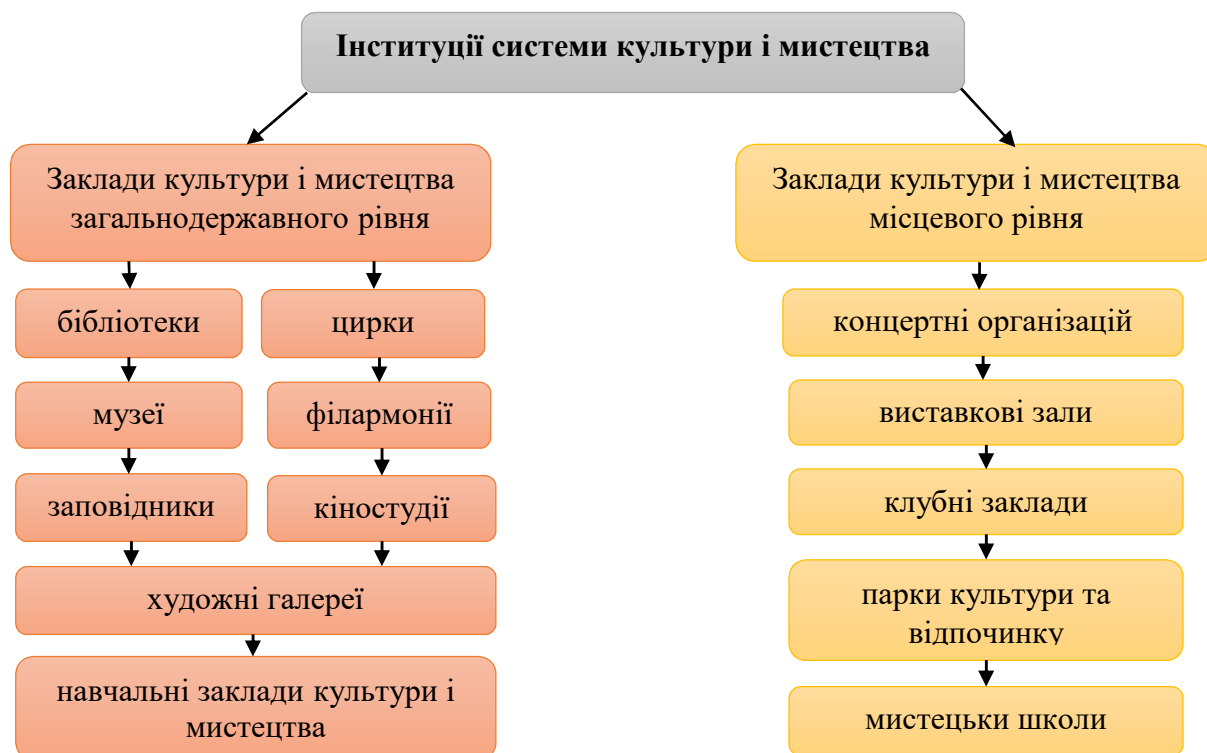 Інституції системи культури і мистецтва
Заклади культури і мистецтва
загальнодержавного рівня
бібліотеки
музеї
заповідники
цирки
філармонії
кіностудії
художні галереї
навчальні заклади культури і
мистецтва
Заклади культури і мистецтва
місцевого рівня
концертні організацій
виставкові зали
клубні заклади
парки культури та
відпочинку
мистецьки школи